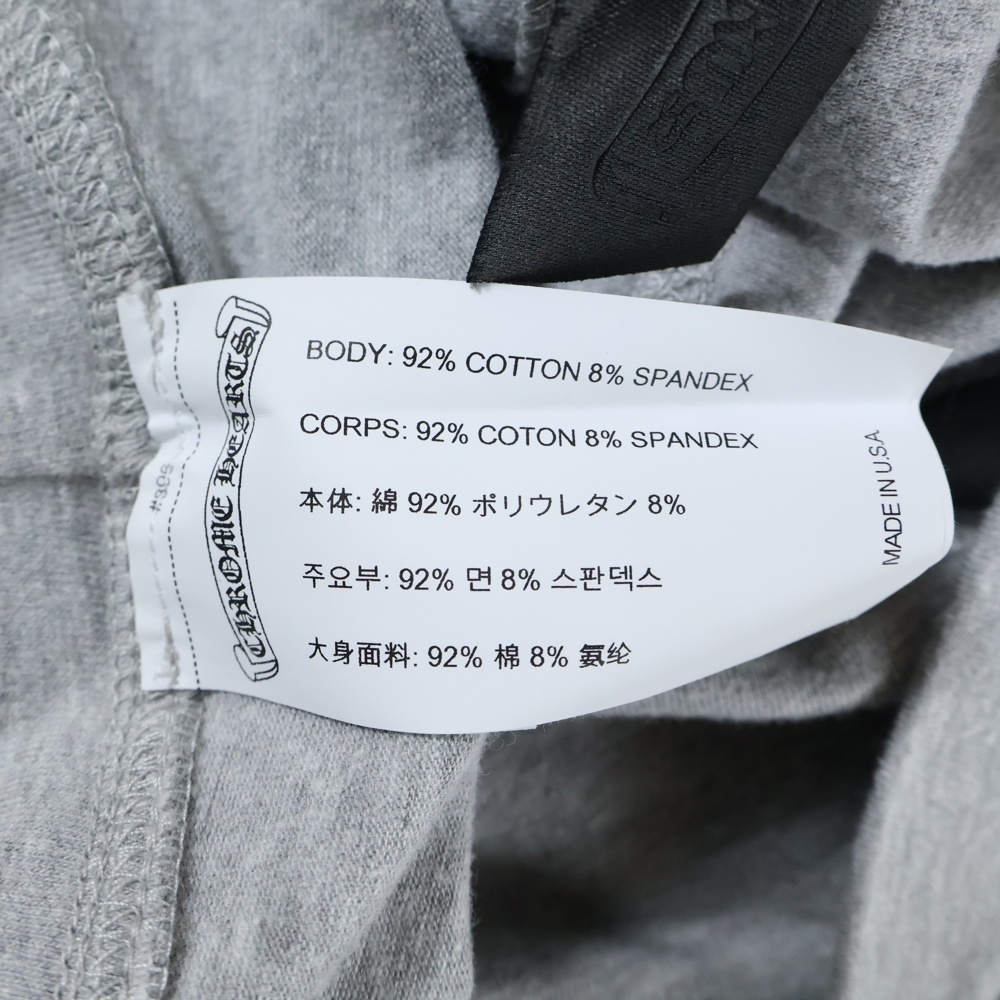 CHROME HEARTS
BODY: 92% COTTON 8% SPANDEX
CORPS: 92% COTON 8% SPANDEX
本体: 綿 92% ポリウレタン 8%
주요부: 92% 면 8% 스판덱스
大身面料: 92% 棉 8% 氨纶
MADE IN U.S.A